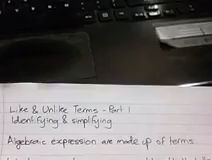 Like & Unlike Terms - Part 1
Identifying & simplifying
Algebraic expression are made up of terms